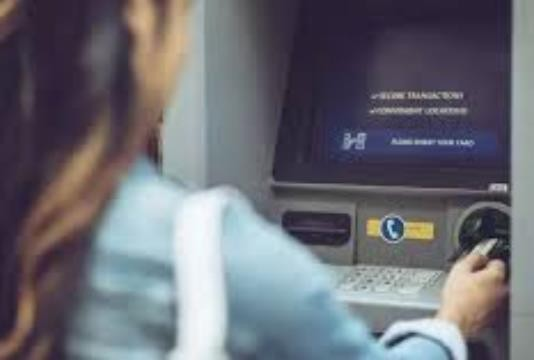 ✓SECURE TRANSACTIONS
✓CONVENIENT LOCATIONS
PLEASE INSERT YOUR CARD